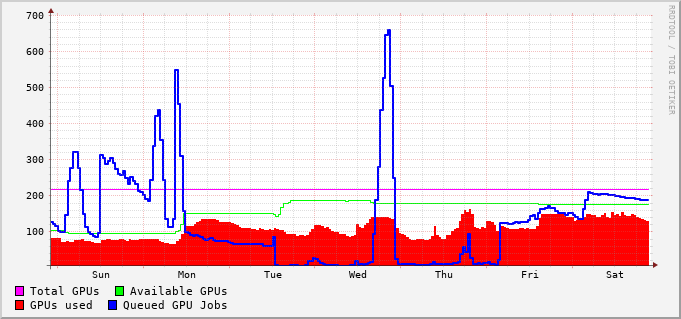 700
600
500
400
300
200
100
Sun Mon Tue Wed Thu Fri Sat
Total GPUs Available GPUs
GPUs used Queued GPU Jobs
RRDTOOL / TOBI OETIKER